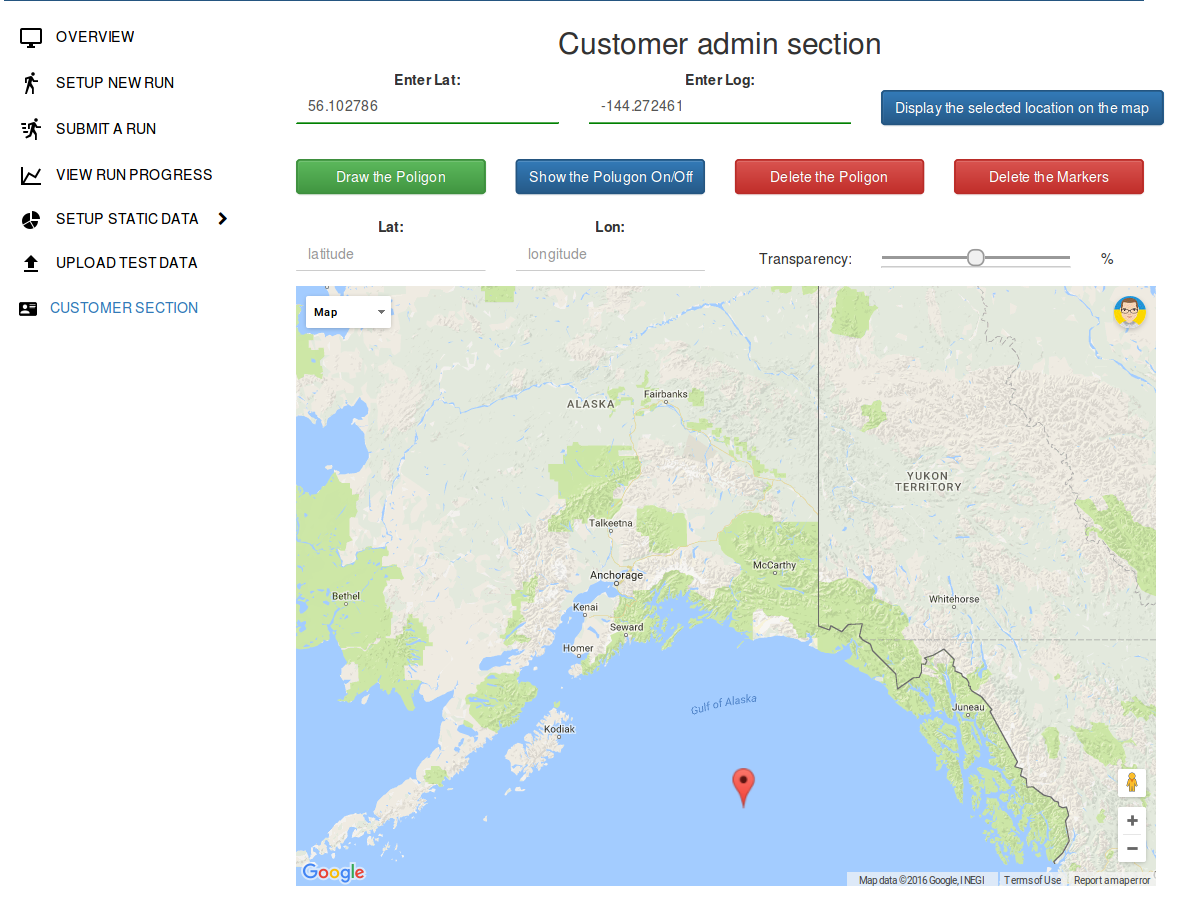 OVERVIEW
SETUP NEW RUN
SUBMIT A RUN
VIEW RUN PROGRESS
SETUP STATIC DATA
UPLOAD TEST DATA
CUSTOMER SECTION
Customer admin section
Enter Lat:
Enter Log:
56.102786
-144.272461
Display the selected location on the map
Draw the Poligon
Show the Polugon On/Off
Delete the Poligon
Delete the Markers
Lat:
Lon:
latitude
longitude
Transparency:
%
Map
Fairbanks
ALASKA
YUKON
TERRITORY
Talkeetna
McCarthy
Anchorage
Bethel
Kenai
Whitehorse
Seward
Homer
Gulf of Alaska
Juneau
Kodiak
+
−
Google
Map data ©2016 Google, INEGI
Terms of Use
Report a map error